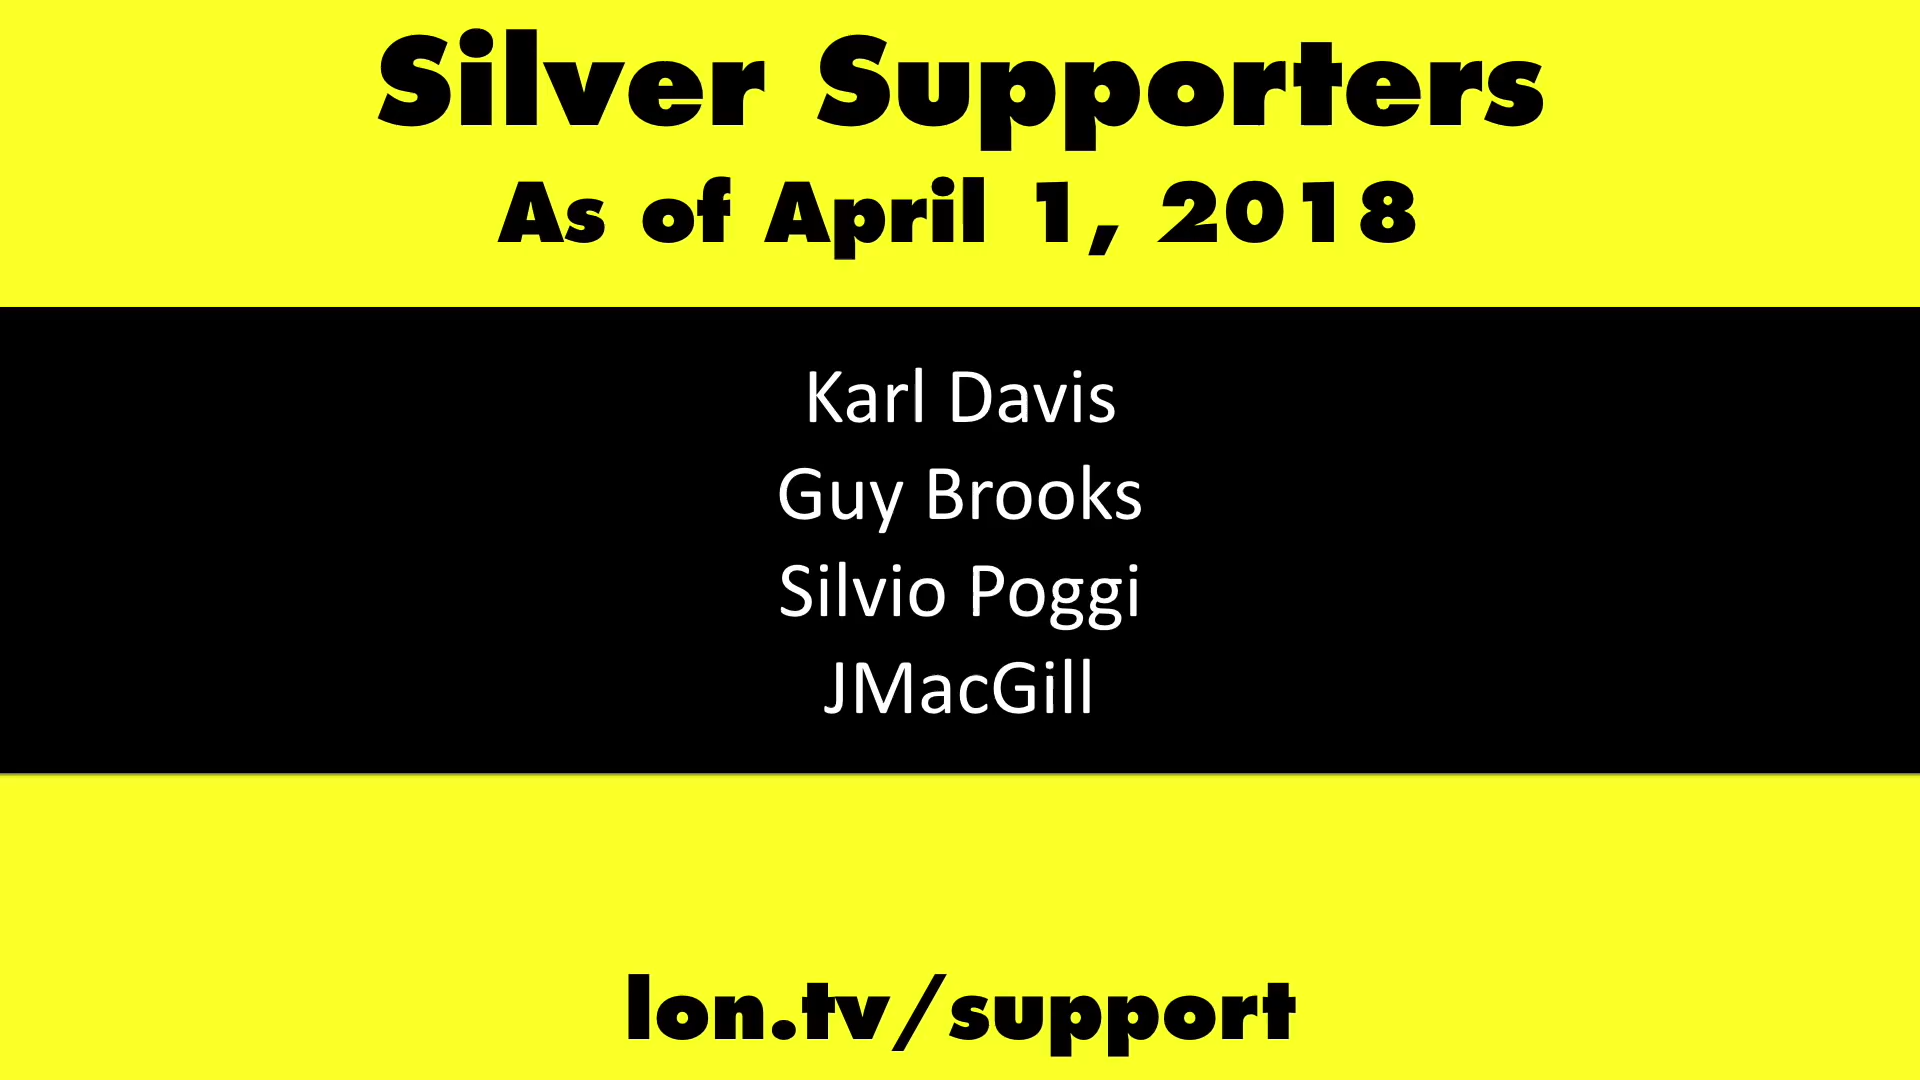 Silver Supporters
As of April 1, 2018
Karl Davis
Guy Brooks
Silvio Poggi
JMacGill
lon.tv/support